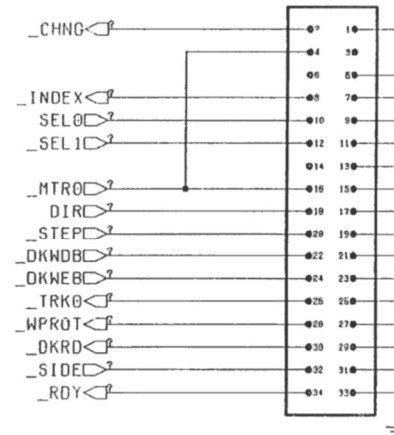 _CHNG ? 2 1
4 3
6 5
_INDEX ? 8 7
SEL0 ? 10 9
_SEL1 ? 12 11
14 13
_MTR0 ? 16 15
DIR ? 18 17
_STEP ? 20 19
_DKWDB ? 22 21
_DKWEB ? 24 23
_TRK0 ? 26 25
_WPROT ? 28 27
_DKRD ? 30 29
_SIDE ? 32 31
_RDY ? 34 33